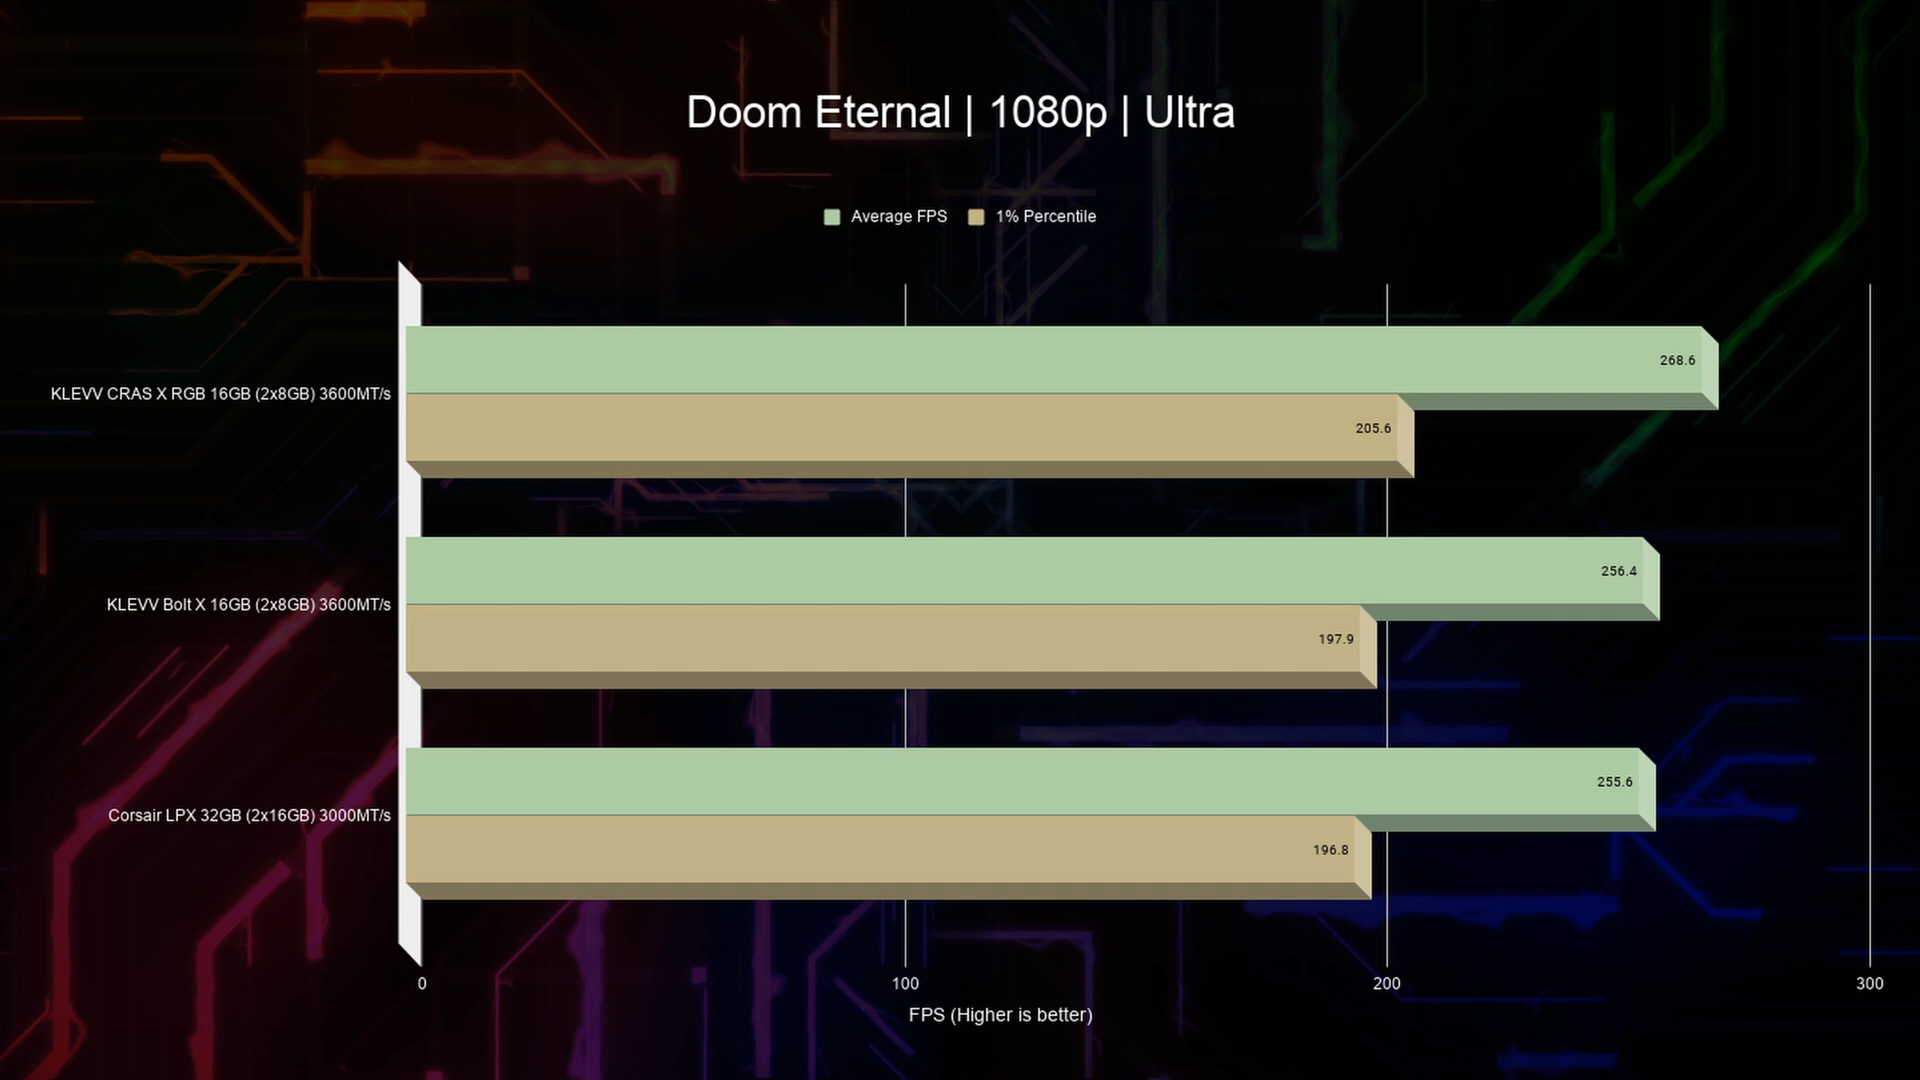 Doom Eternal | 1080p | Ultra
Average FPS
1% Percentile
KLEVV CRAS X RGB 16GB (2x8GB) 3600MT/s
268.6
205.6
KLEVV Bolt X 16GB (2x8GB) 3600MT/s
256.4
197.9
Corsair LPX 32GB (2x16GB) 3000MT/s
255.6
196.8
0
100
200
300
FPS (Higher is better)